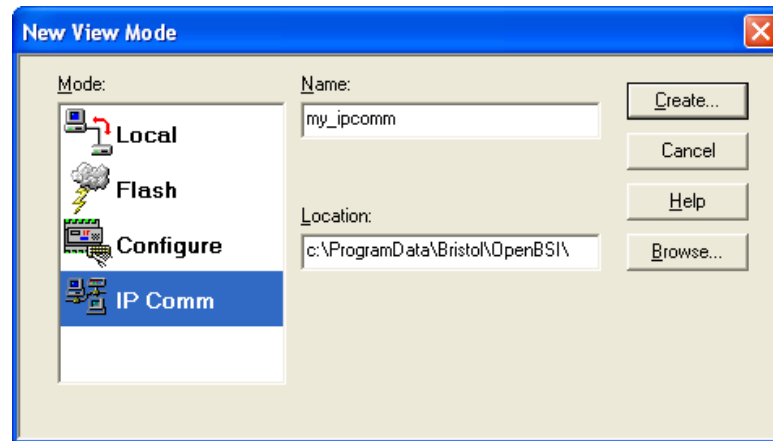 New View Mode
Mode:
Local
Flash
Configure
IP Comm
Name:
my_ipcomm
Location:
c:\ProgramData\Bristol\OpenBSI\
Create...
Cancel
Help
Browse...